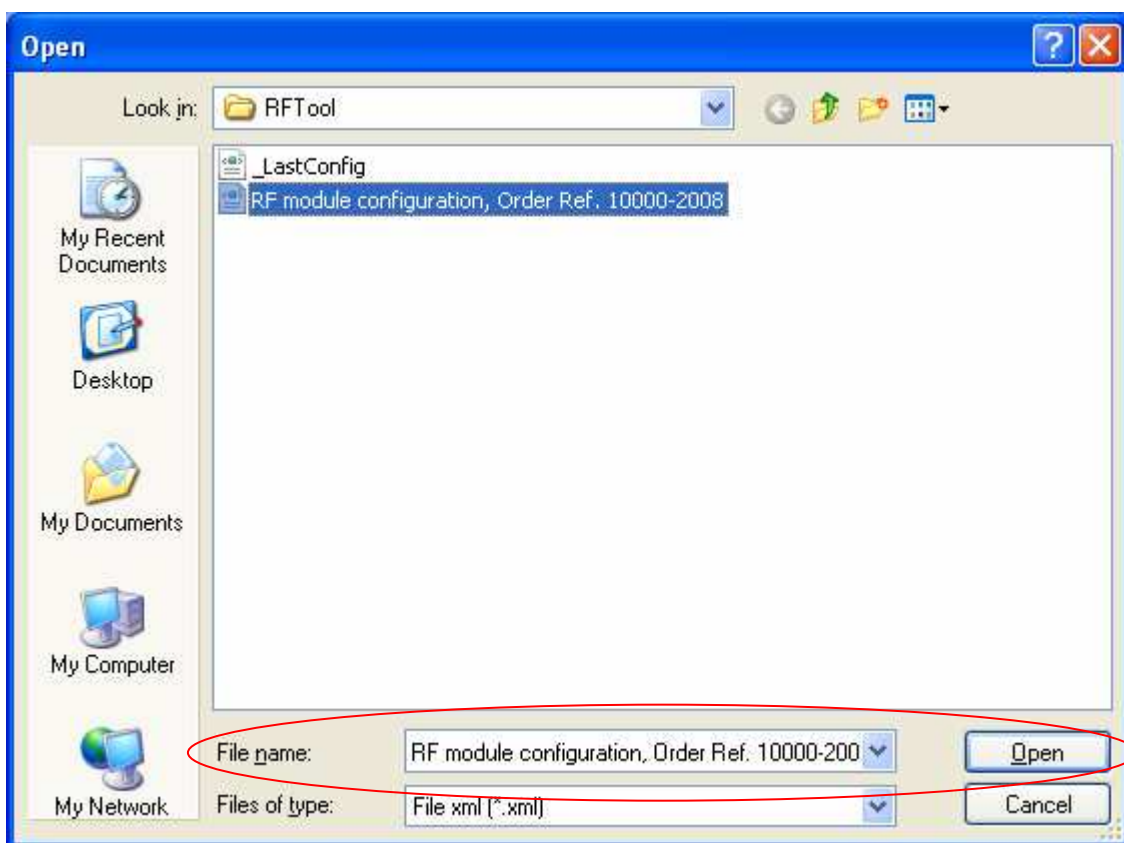 Open
Look in: RFTool
_LastConfig
RF module configuration, Order Ref. 10000-2008
My Recent
Documents
Desktop
My Documents
My Computer
My Network
File name: RF module configuration, Order Ref. 10000-200 Open
Files of type: File xml (*.xml) Cancel